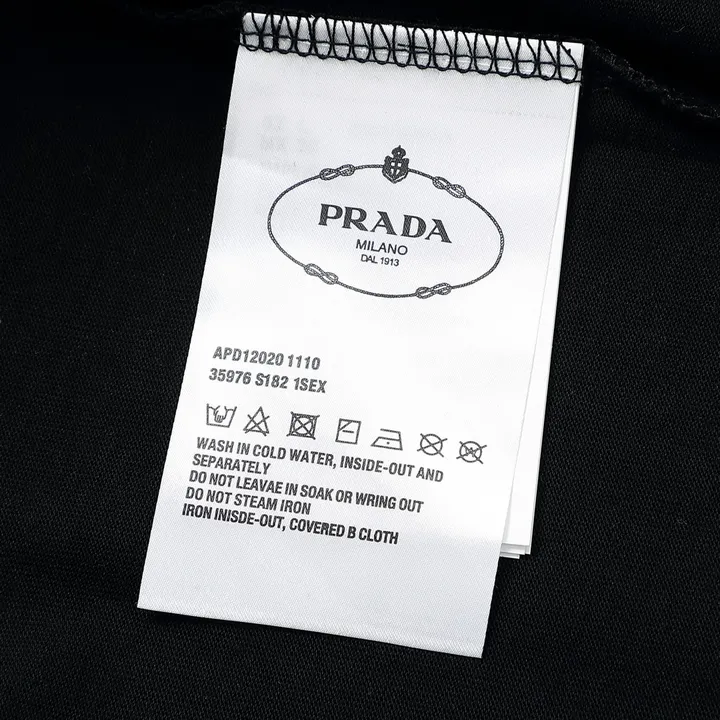 PRADA
MILANO
DAL 1913
APD12020 1110
35976 S182 1SEX
WASH IN COLD WATER, INSIDE-OUT AND
SEPARATELY
DO NOT LEAVAE IN SOAK OR WRING OUT
DO NOT STEAM IRON
IRON INISDE-OUT, COVERED B CLOTH